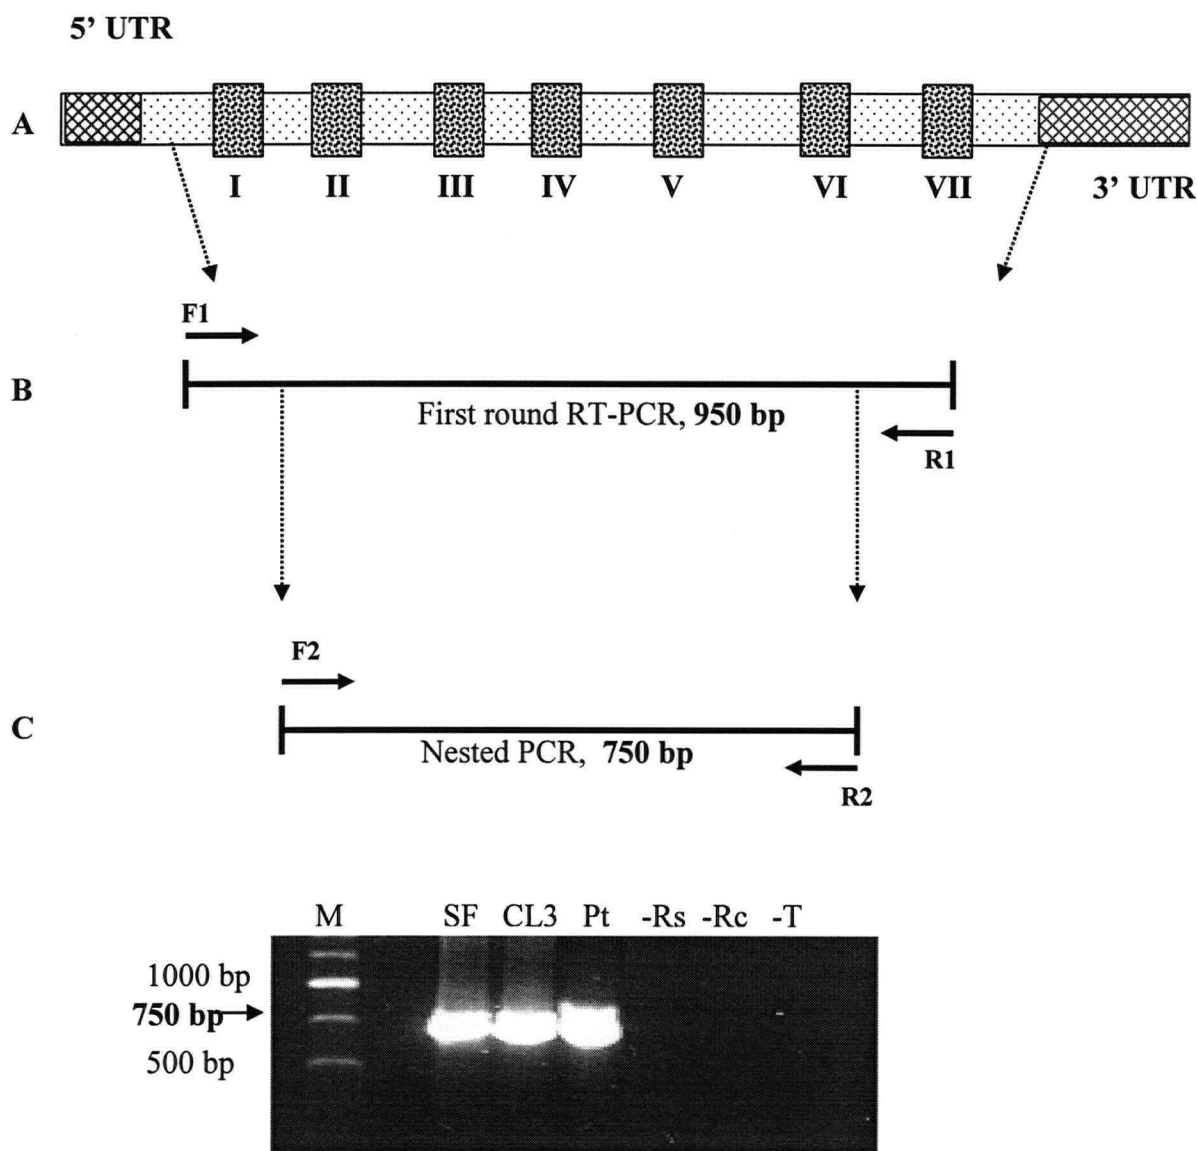 5’ UTR
A
I II III IV V VI VII 3’ UTR
F1
B
First round RT-PCR, 950 bp
R1
F2
C
Nested PCR, 750 bp
R2
M SF CL3 Pt -Rs -Rc -T
1000 bp
750 bp
500 bp